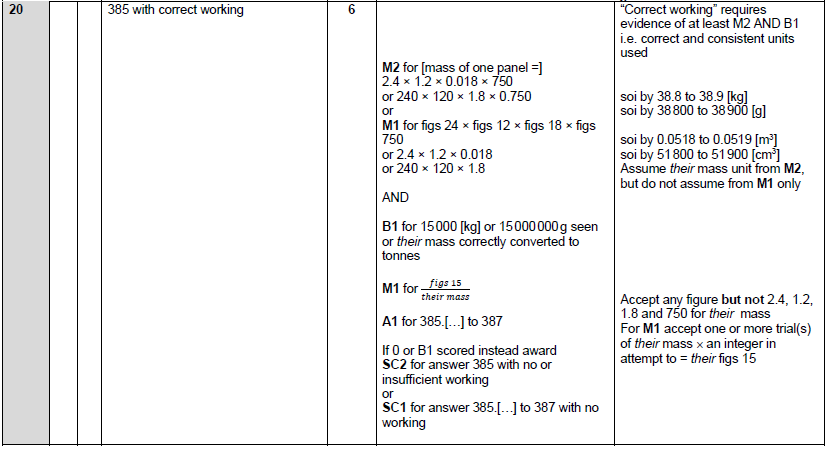 20
385 with correct working
6
M2 for [mass of one panel =]
2.4 × 1.2 × 0.018 × 750
or 240 × 120 × 1.8 × 0.750
or
M1 for figs 24 × figs 12 × figs 18 × figs
750
or 2.4 × 1.2 × 0.018
or 240 × 120 × 1.8
AND
B1 for 15 000 [kg] or 15 000 000 g seen
or their mass correctly converted to
tonnes
M1 for figs 15 / their mass
A1 for 385.[…] to 387
If 0 or B1 scored instead award
SC2 for answer 385 with no or
insufficient working
or
SC1 for answer 385.[…] to 387 with no
working
“Correct working” requires
evidence of at least M2 AND B1
i.e. correct and consistent units
used
soi by 38.8 to 38.9 [kg]
soi by 38 800 to 38 900 [g]
soi by 0.0518 to 0.0519 [m³]
soi by 51 800 to 51 900 [cm³]
Assume their mass unit from M2,
but do not assume from M1 only
Accept any figure but not 2.4, 1.2,
1.8 and 750 for their mass
For M1 accept one or more trial(s)
of their mass × an integer in
attempt to = their figs 15